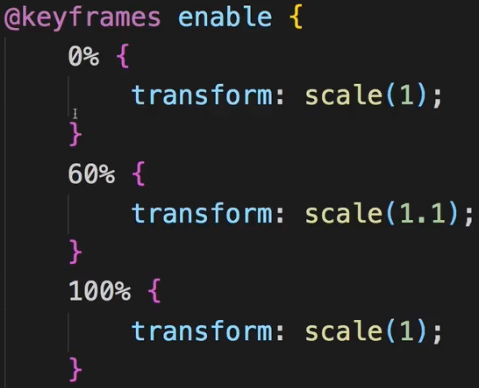 @keyframes enable {
0% {
transform: scale(1);
}
60% {
transform: scale(1.1);
}
100% {
transform: scale(1);
}